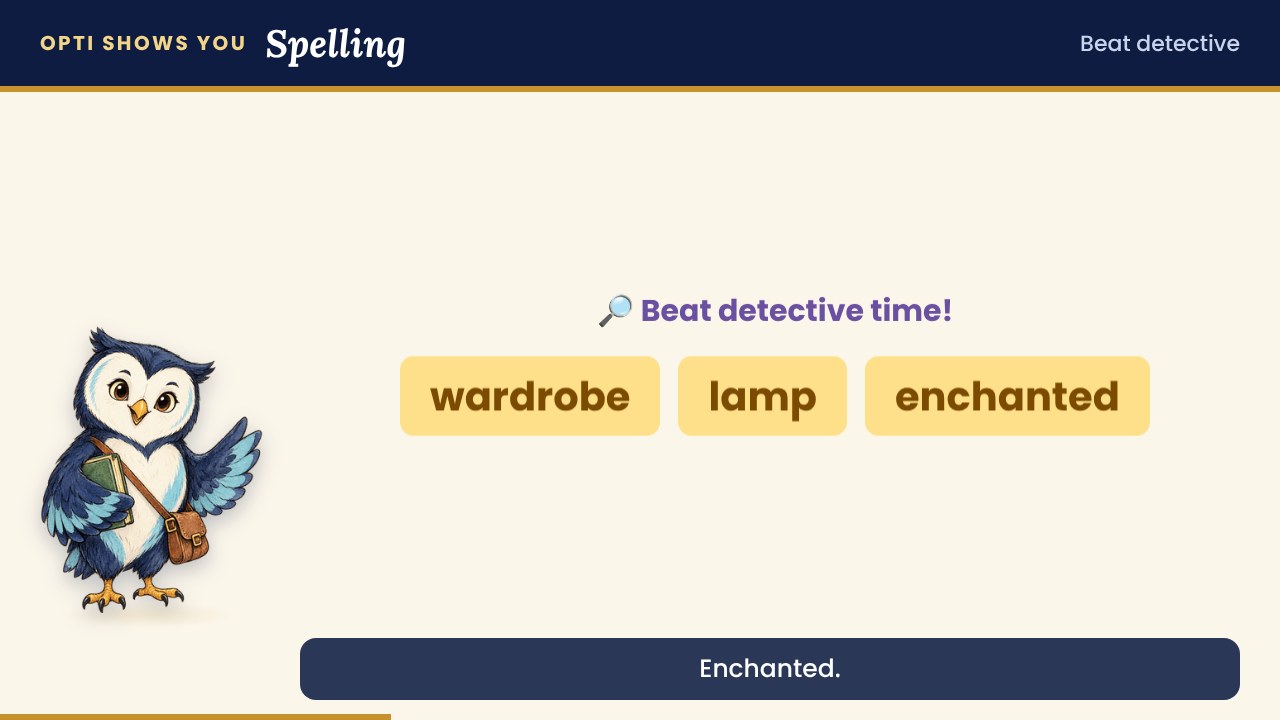 OPTI SHOWS YOU Spelling
Beat detective
🔎 Beat detective time!
wardrobe lamp enchanted
Enchanted.